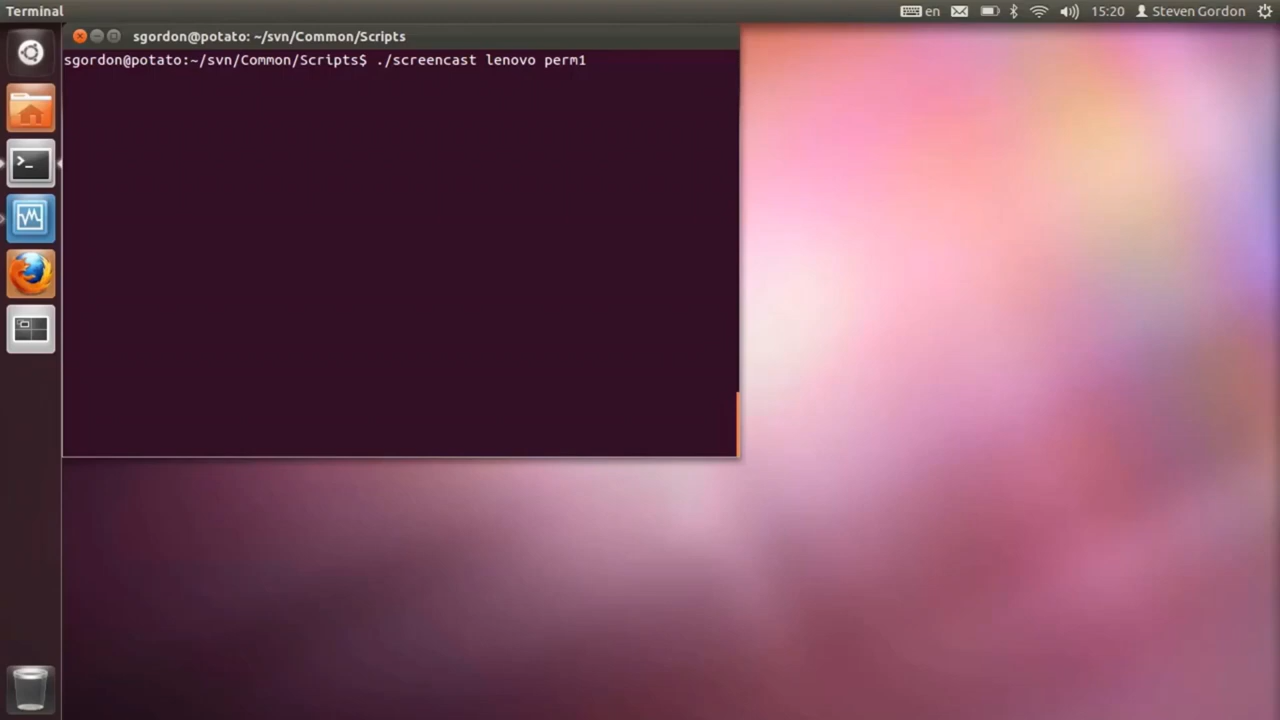 Terminal
en
15:20
Steven Gordon
sgordon@potato: ~/svn/Common/Scripts
sgordon@potato:~/svn/Common/Scripts$ ./screencast lenovo perm1